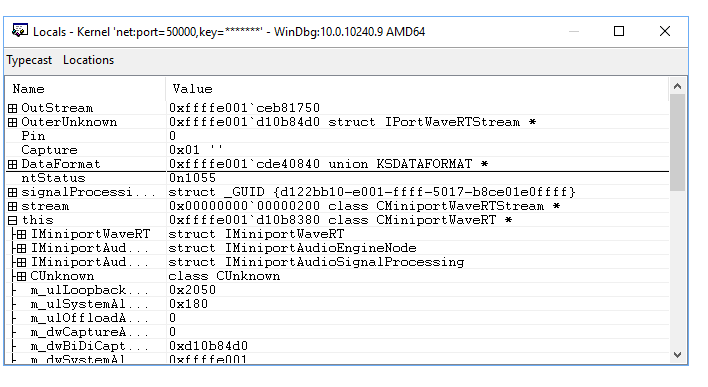 Locals - Kernel 'net:port=50000,key=*******' - WinDbg:10.0.10240.9 AMD64
Typecast Locations
Name Value
OutStream 0xffffe001`ceb81750
OuterUnknown 0xffffe001`d10b84d0 struct IPortWaveRTStream *
Pin 0
Capture 0x01 ''
DataFormat 0xffffe001`cde40840 union KSDATAFORMAT *
ntStatus 0n1055
signalProcessi... struct _GUID {d122bb10-e001-ffff-5017-b8ce01e0ffff}
stream 0x00000000`00000200 class CMiniportWaveRTStream *
this 0xffffe001`d10b8380 class CMiniportWaveRT *
IMiniportWaveRT struct IMiniportWaveRT
IMiniportAud... struct IMiniportAudioEngineNode
IMiniportAud... struct IMiniportAudioSignalProcessing
CUnknown class CUnknown
m_ulLoopback... 0x2050
m_ulSystemAl... 0x180
m_ulOffloadA... 0
m_dwCaptureA... 0
m_dwBiDiCapt... 0xd10b84d0
m_dwSystemAl... 0xffffe001